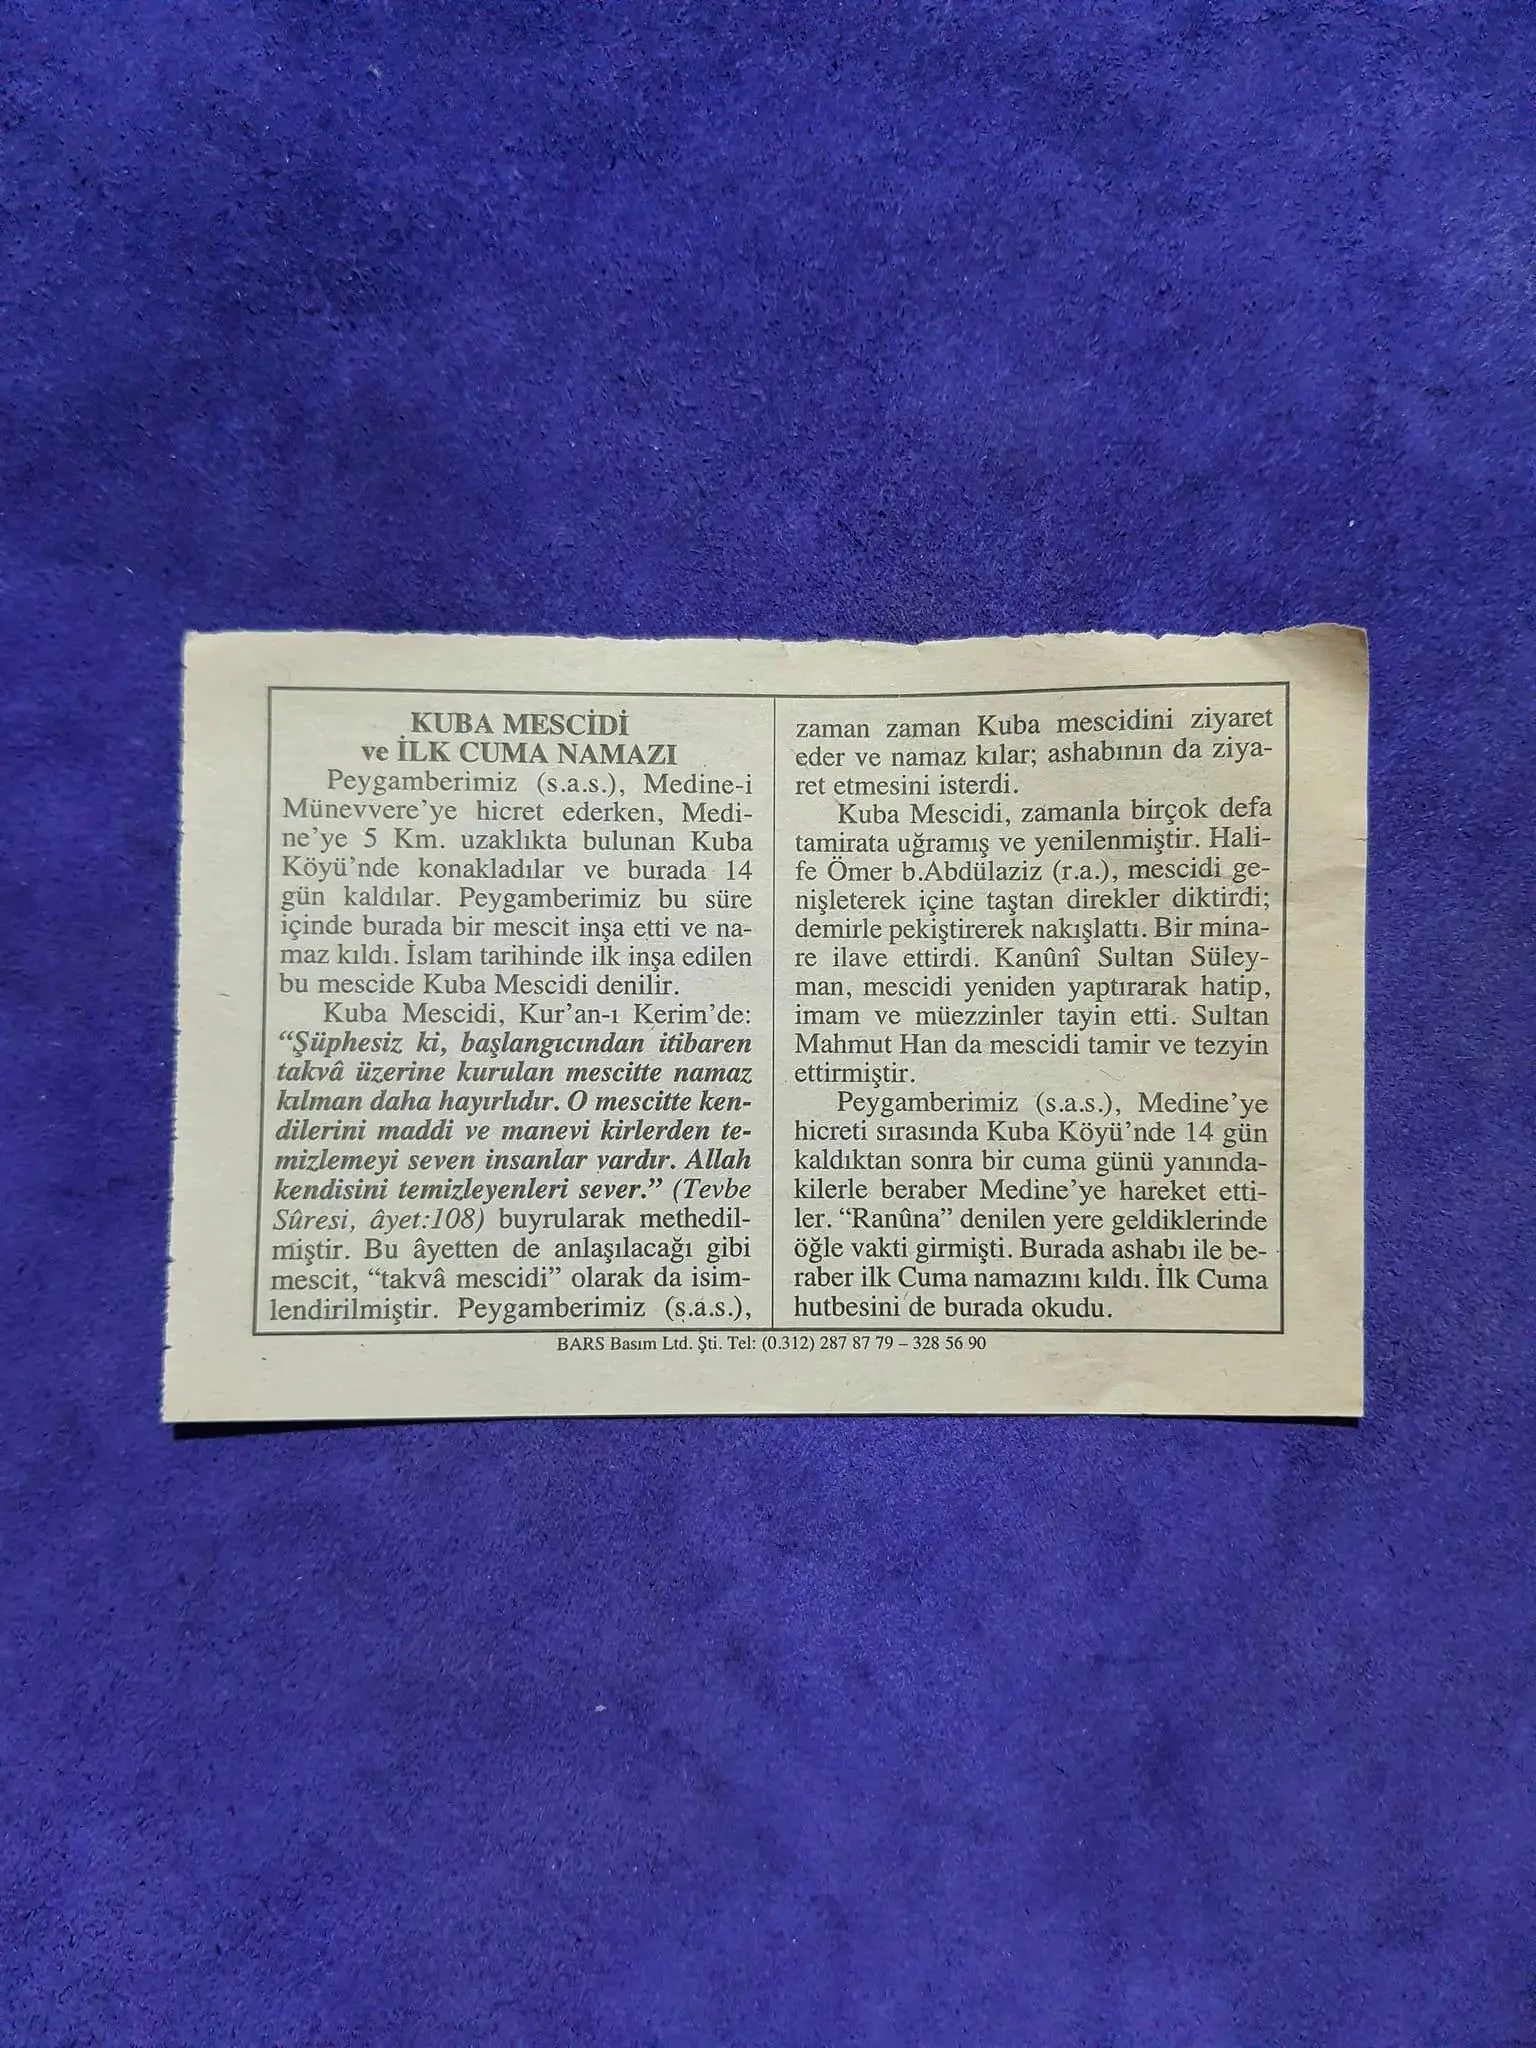 KUBA MESCİDİ
ve İLK CUMA NAMAZI
Peygamberimiz (s.a.s.), Medine-i
Münevvere'ye hicret ederken, Medi-
ne'ye 5 Km. uzaklıkta bulunan Kuba
Köyü'nde konakladılar ve burada 14
gün kaldılar. Peygamberimiz bu süre
içinde burada bir mescit inşa etti ve na-
maz kıldı. İslam tarihinde ilk inşa edilen
bu mescide Kuba Mescidi denilir.
Kuba Mescidi, Kur'an-ı Kerim'de:
“Şüphesiz ki, başlangıcından itibaren
takvâ üzerine kurulan mescitte namaz
kılman daha hayırlıdır. O mescitte ken-
dilerini maddi ve manevi kirlerden te-
mizlemeyi seven insanlar vardır. Allah
kendisini temizleyenleri sever.” (Tevbe
Sûresi, âyet:108) buyrularak methedil-
miştir. Bu âyetten de anlaşılacağı gibi
mescit, “takvâ mescidi” olarak da isim-
lendirilmiştir. Peygamberimiz (s.a.s.),
zaman zaman Kuba mescidini ziyaret
eder ve namaz kılar; ashabının da ziya-
ret etmesini isterdi.
Kuba Mescidi, zamanla birçok defa
tamirata uğramış ve yenilenmiştir. Hali-
fe Ömer b.Abdülaziz (r.a.), mescidi ge-
nişleterek içine taştan direkler diktirdi;
demirle pekiştirerek nakışlattı. Bir mina-
re ilave ettirdi. Kanûnî Sultan Süley-
man, mescidi yeniden yaptırarak hatip,
imam ve müezzinler tayin etti. Sultan
Mahmut Han da mescidi tamir ve tezyin
ettirmiştir.
Peygamberimiz (s.a.s.), Medine'ye
hicreti sırasında Kuba Köyü'nde 14 gün
kaldıktan sonra bir cuma günü yanında-
kilerle beraber Medine'ye hareket etti-
ler. “Ranûna” denilen yere geldiklerinde
öğle vakti girmişti. Burada ashabı ile be-
raber ilk Cuma namazını kıldı. İlk Cuma
hutbesini de burada okudu.
BARS Basım Ltd. Şti. Tel: (0.312) 287 87 79 – 328 56 90